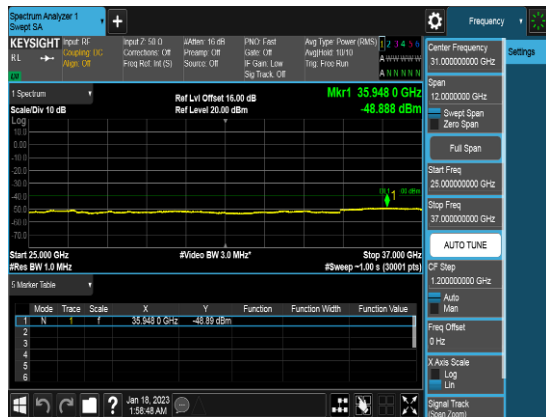 Spectrum Analyzer 1
Swept SA
Frequency
KEYSIGHT
Input: RF
Coupling: DC
Align: Off
Input Z: 50 Ω
Corrections: Off
Freq Ref: Int (S)
#Atten: 16 dB
Preamp: Off
Source: Off
PNO: Fast
Gate: Off
IF Gain: Low
Sig Track: Off
Avg Type: Power (RMS)
Avg|Hold: 10/10
Trig: Free Run
1 2 3 4 5 6
A W W W W W
A N N N N N
RL
LV
1 Spectrum
Scale/Div 10 dB
Ref Lvl Offset 16.00 dB
Ref Level 20.00 dBm
Mkr1 35.948 0 GHz
-48.888 dBm
Log
10.0
0.00
-10.0
-20.0
-30.0
-40.0
-50.0
-60.0
-70.0
1
Start 25.000 GHz
#Res BW 1.0 MHz
#Video BW 3.0 MHz*
Stop 37.000 GHz
#Sweep ~1.00 s (30001 pts)
5 Marker Table
Mode Trace Scale X Y Function Function Width Function Value
1 N 1 f 35.948 0 GHz -48.89 dBm
2
3
4
5
6
Jan 18, 2023
1:58:48 AM
Center Frequency
31.000000000 GHz
Settings
Span
12.0000000 GHz
Swept Span
Zero Span
Full Span
Start Freq
25.000000000 GHz
Stop Freq
37.000000000 GHz
AUTO TUNE
CF Step
1.200000000 GHz
Auto
Man
Freq Offset
0 Hz
X Axis Scale
Log
Lin
Signal Track
(Span Zoom)